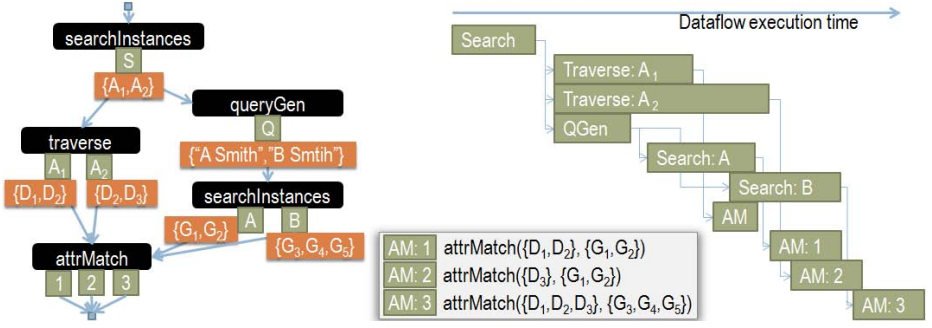 searchInstances
S
{A1,A2}
queryGen
Q
{“A Smith”,”B Smtih”}
traverse
A1 A2
{D1,D2} {D2,D3}
searchInstances
A B
{G1,G2}
{G3,G4,G5}
attrMatch
1 2 3
Dataflow execution time
Search
Traverse: A1
Traverse: A2
QGen
Search: A
Search: B
AM
AM: 1
AM: 2
AM: 3
AM: 1 attrMatch({D1,D2}, {G1,G2})
AM: 2 attrMatch({D3}, {G1,G2})
AM: 3 attrMatch({D1,D2,D3}, {G3,G4,G5})